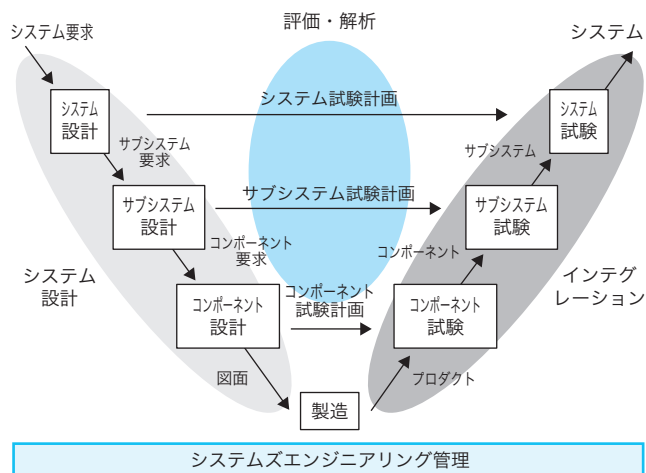 評価・解析
システム要求
システム
システム
設計
システム試験計画
システム
試験
サブシステム
要求
サブシステム
サブシステム
設計
サブシステム試験計画
サブシステム
試験
コンポーネント
要求
コンポーネント
システム
設計
インテグ
レーション
コンポーネント
設計
コンポーネント
試験計画
コンポーネント
試験
図面
プロダクト
製造
システムズエンジニアリング管理